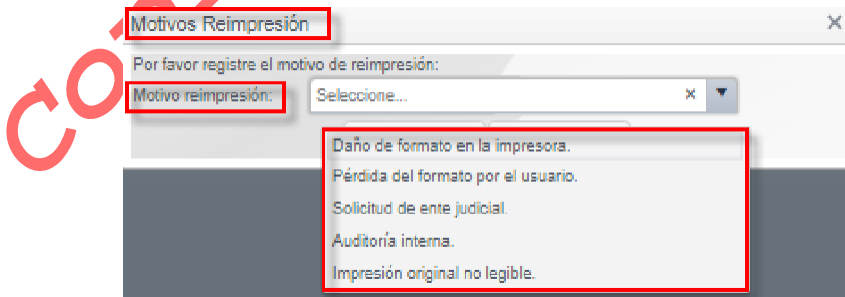 Motivos Reimpresión
Por favor registre el motivo de reimpresión:
Motivo reimpresión: Seleccione...
Daño de formato en la impresora.
Pérdida del formato por el usuario.
Solicitud de ente judicial.
Auditoría interna.
Impresión original no legible.